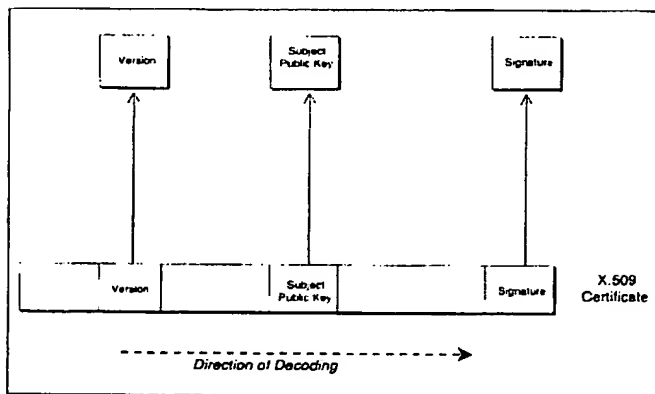 Version
Subject
Public Key
Signature
Version
Subject
Public Key
Signature
X.509
Certificate
Direction of Decoding